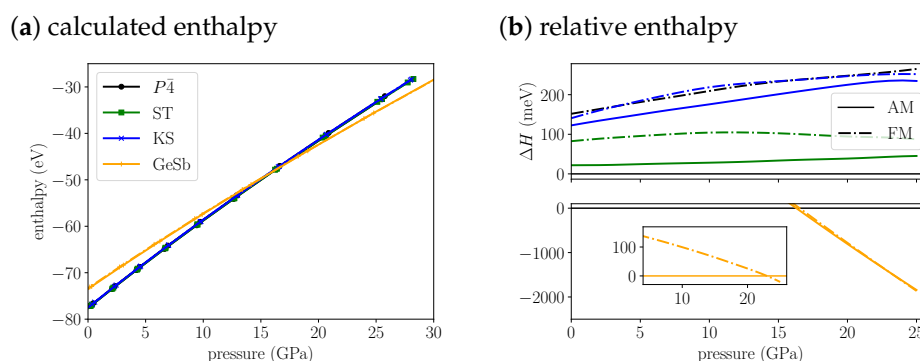 (a) calculated enthalpy
−30
−40
−50
−60
−70
−80
enthalpy (eV)
P4̄
ST
KS
GeSb
0
5
10
15
20
25
30
pressure (GPa)
(b) relative enthalpy
200
100
0
ΔH (meV)
AM
FM
0
−1000
−2000
100
0
10
20
0
5
10
15
20
25
pressure (GPa)